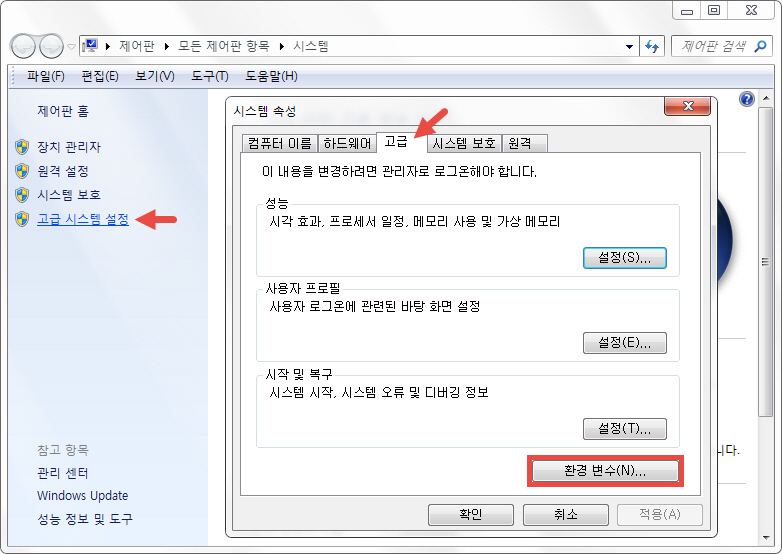 제어판 ▸ 모든 제어판 항목 ▸ 시스템
제어판 검색
파일(F) 편집(E) 보기(V) 도구(T) 도움말(H)
제어판 홈
장치 관리자
원격 설정
시스템 보호
고급 시스템 설정
참고 항목
관리 센터
Windows Update
성능 정보 및 도구
시스템 속성
컴퓨터 이름 하드웨어 고급 시스템 보호 원격
이 내용을 변경하려면 관리자로 로그온해야 합니다.
성능
시각 효과, 프로세서 일정, 메모리 사용 및 가상 메모리
설정(S)...
사용자 프로필
사용자 로그온에 관련된 바탕 화면 설정
설정(E)...
시작 및 복구
시스템 시작, 시스템 오류 및 디버깅 정보
설정(T)...
환경 변수(N)...
확인 취소 적용(A)
니다.